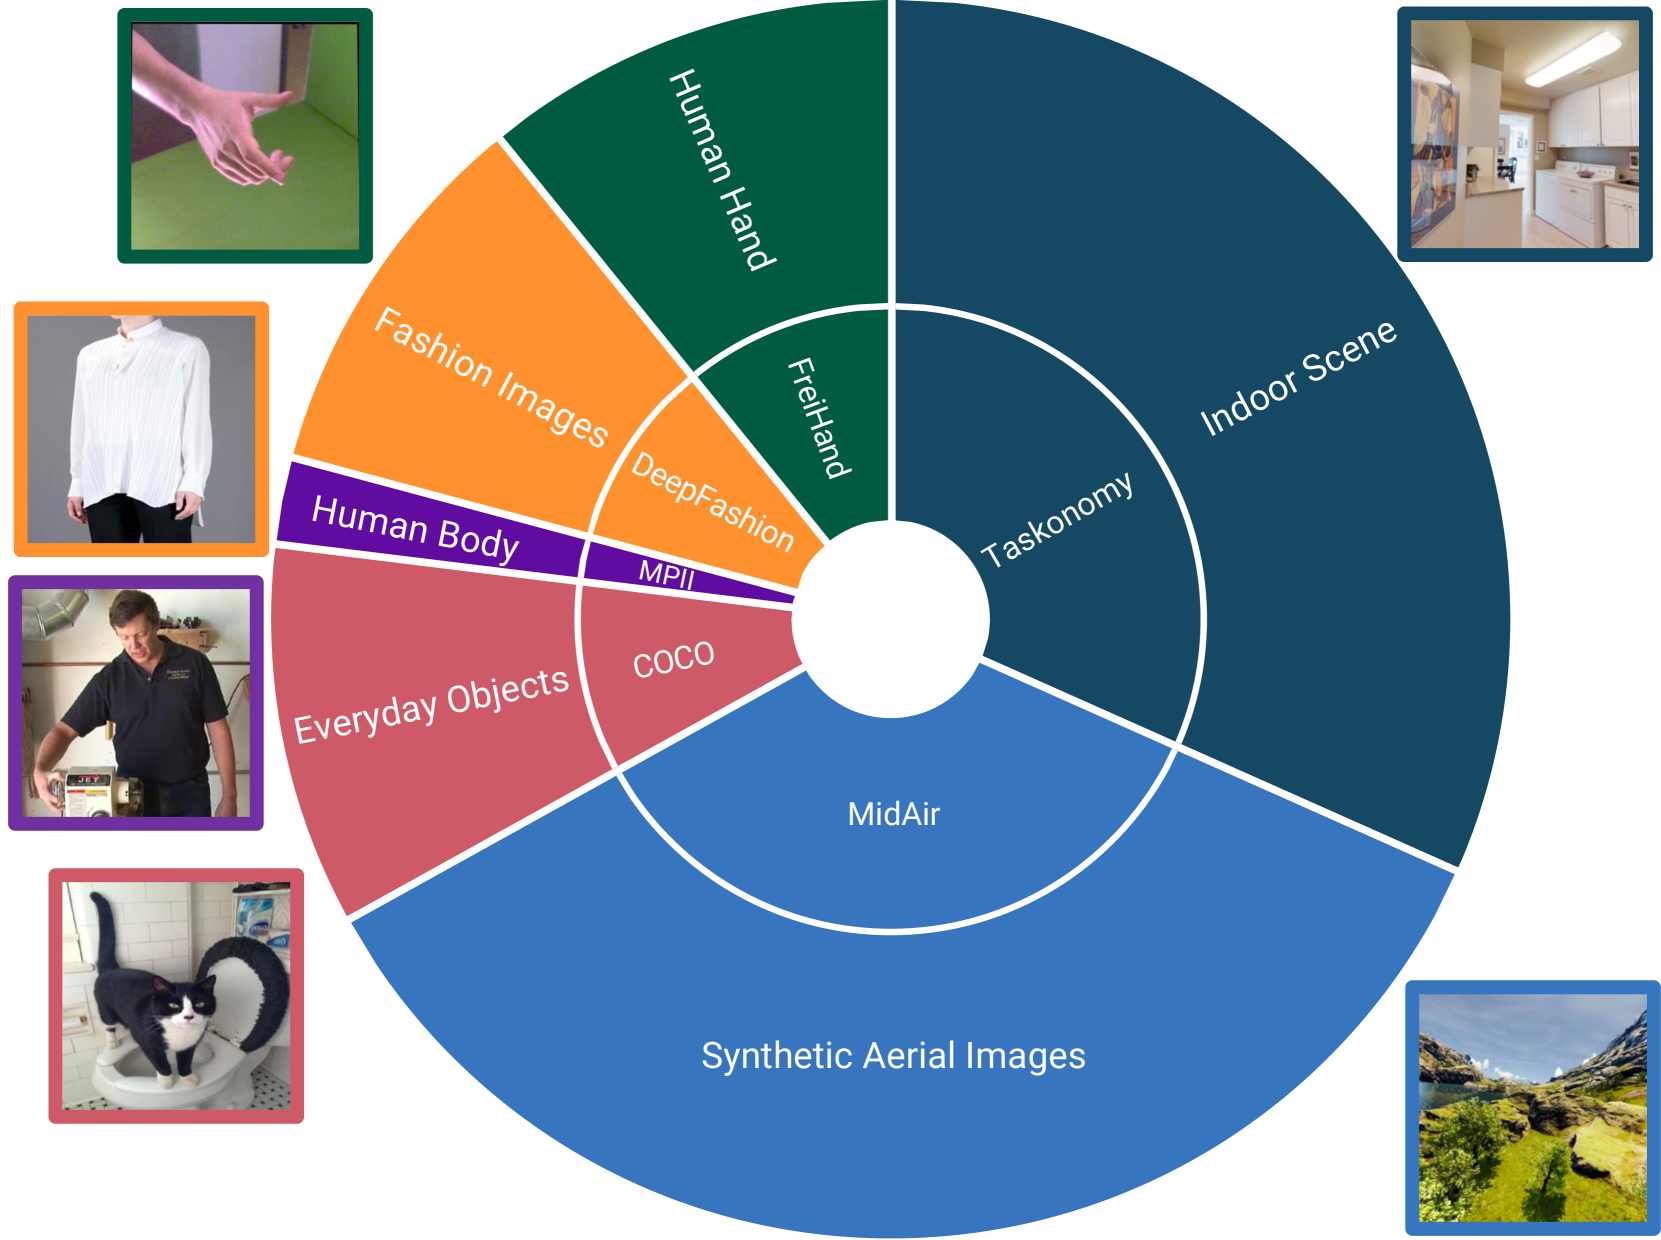 Human Hand
FreiHand
Indoor Scene
Taskonomy
Fashion Images
DeepFashion
Human Body
MPII
Everyday Objects
COCO
MidAir
Synthetic Aerial Images
JET